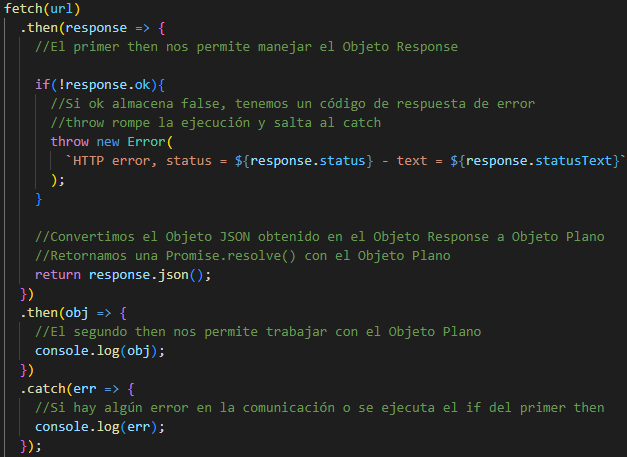 fetch(url)
.then(response => {
//El primer then nos permite manejar el Objeto Response
if(!response.ok){
//Si ok almacena false, tenemos un código de respuesta de error
//throw rompe la ejecución y salta al catch
throw new Error(
`HTTP error, status = ${response.status} - text = ${response.statusText}`
);
}
//Convertimos el Objeto JSON obtenido en el Objeto Response a Objeto Plano
//Retornamos una Promise.resolve() con el Objeto Plano
return response.json();
})
.then(obj => {
//El segundo then nos permite trabajar con el Objeto Plano
console.log(obj);
})
.catch(err => {
//Si hay algún error en la comunicación o se ejecuta el if del primer then
console.log(err);
});